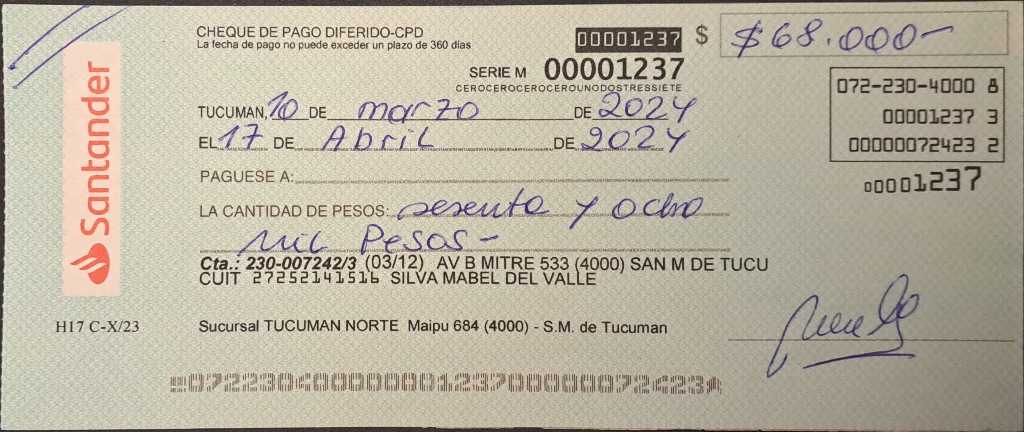 Santander
CHEQUE DE PAGO DIFERIDO-CPD
La fecha de pago no puede exceder un plazo de 360 días
00001237 $ $68.000-
SERIE M 00001237
CEROCEROCEROCEROUNODOSTRESSIETE
072-230-4000 8
00001237 3
00000072423 2
00001237
TUCUMAN, 10 DE marzo DE 2024
EL 17 DE Abril DE 2024
PAGUESE A:
LA CANTIDAD DE PESOS: sesenta y ocho
Mil Pesos-
Cta.: 230-007242/3 (03/12) AV B MITRE 533 (4000) SAN M DE TUCU
CUIT 27252141516 SILVA MABEL DEL VALLE
H17 C-X/23
Sucursal TUCUMAN NORTE Maipu 684 (4000) - S.M. de Tucuman